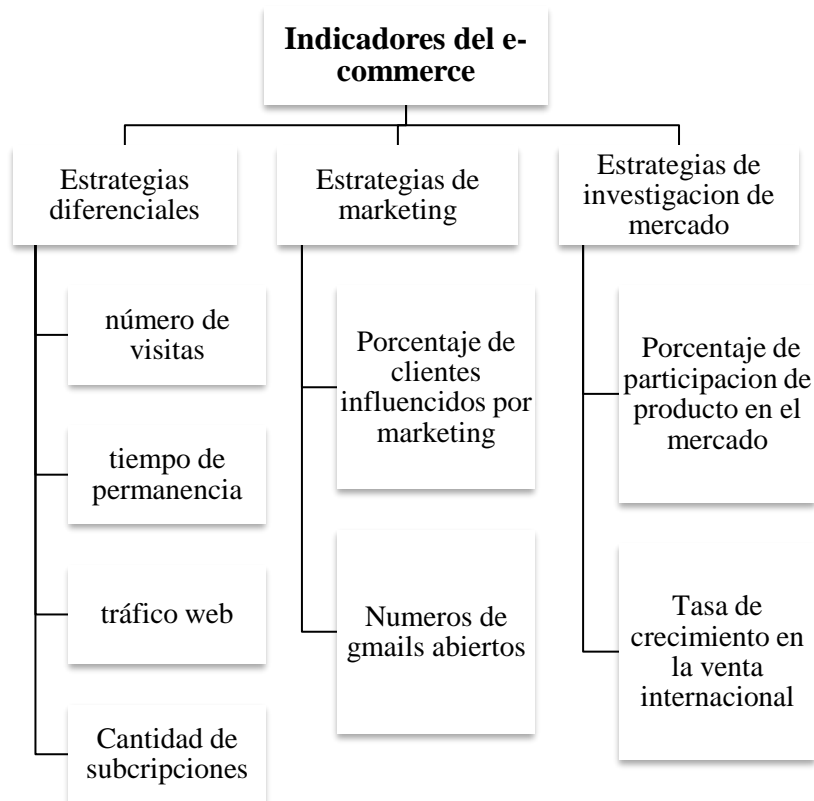 Indicadores del e-
commerce
Estrategias
diferenciales
número de
visitas
tiempo de
permanencia
tráfico web
Cantidad de
subcripciones
Estrategias de
marketing
Porcentaje de
clientes
influencidos por
marketing
Numeros de
gmails abiertos
Estrategias de
investigacion de
mercado
Porcentaje de
participacion de
producto en el
mercado
Tasa de
crecimiento en
la venta
internacional